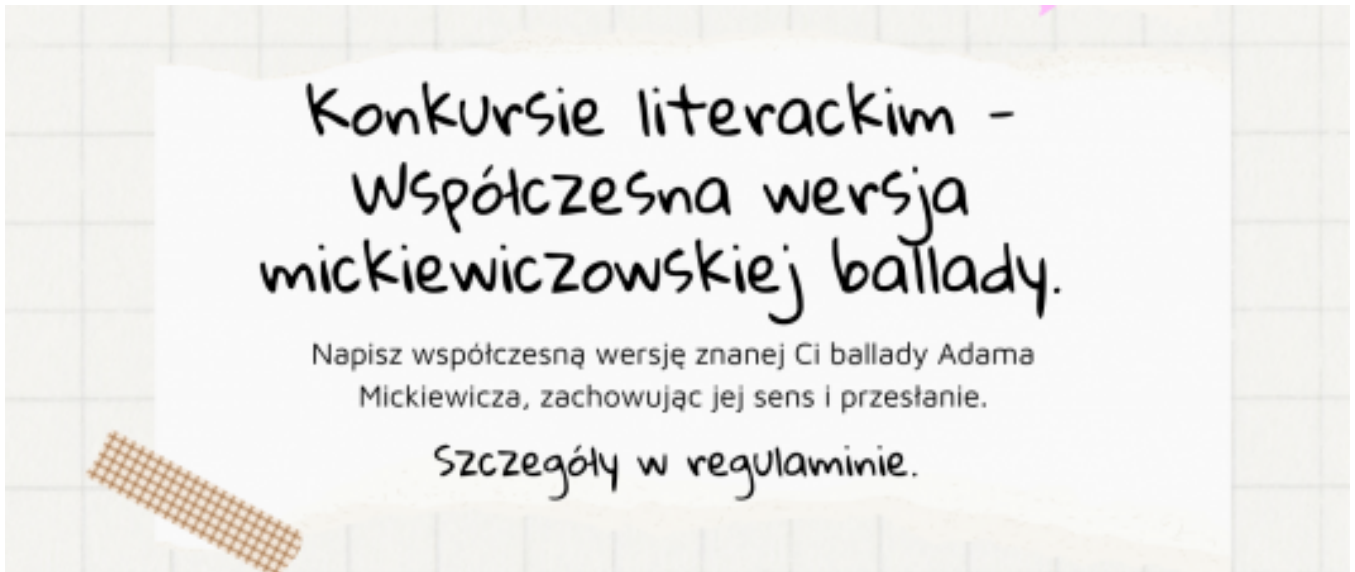 Konkursie literackim -
Współczesna wersja
mickiewiczowskiej ballady.
Napisz współczesną wersję znanej Ci ballady Adama
Mickiewicza, zachowując jej sens i przesłanie.
Szczegóły w regulaminie.